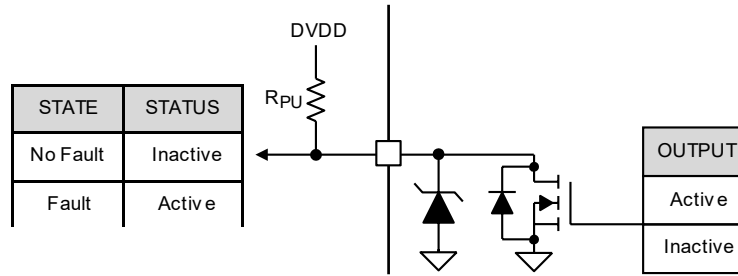 DVDD
RPU
STATE STATUS
No Fault Inactive
Fault Active
OUTPUT
Active
Inactive